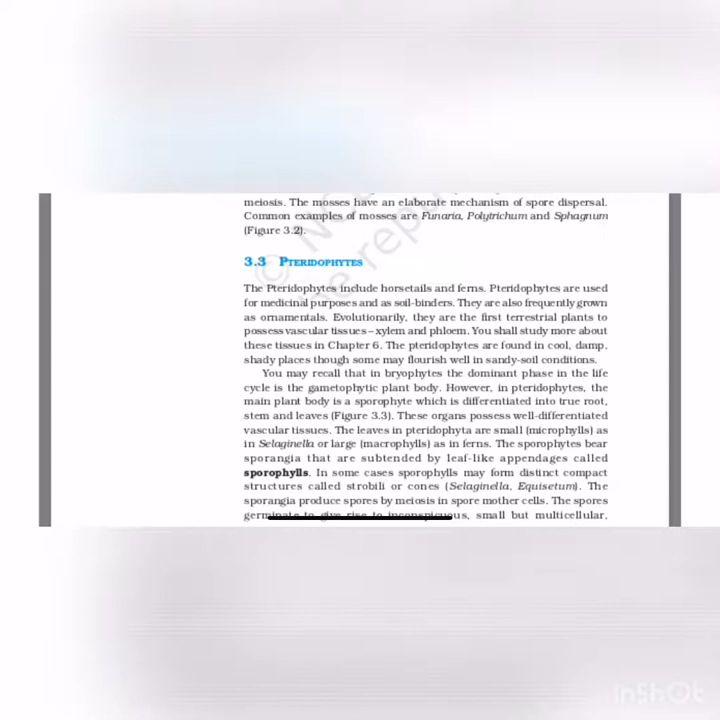 meiosis. The mosses have an elaborate mechanism of spore dispersal.
Common examples of mosses are Funaria, Polytrichum and Sphagnum
(Figure 3.2).
3.3 PTERIDOPHYTES
The Pteridophytes include horsetails and ferns. Pteridophytes are used
for medicinal purposes and as soil-binders. They are also frequently grown
as ornamentals. Evolutionarily, they are the first terrestrial plants to
possess vascular tissues – xylem and phloem. You shall study more about
these tissues in Chapter 6. The pteridophytes are found in cool, damp,
shady places though some may flourish well in sandy-soil conditions.
You may recall that in bryophytes the dominant phase in the life
cycle is the gametophytic plant body. However, in pteridophytes, the
main plant body is a sporophyte which is differentiated into true root,
stem and leaves (Figure 3.3). These organs possess well-differentiated
vascular tissues. The leaves in pteridophyta are small (microphylls) as
in Selaginella or large (macrophylls) as in ferns. The sporophytes bear
sporangia that are subtended by leaf-like appendages called
sporophylls. In some cases sporophylls may form distinct compact
structures called strobili or cones (Selaginella, Equisetum). The
sporangia produce spores by meiosis in spore mother cells. The spores
germinate to give rise to inconspicuous, small but multicellular,
InShOt